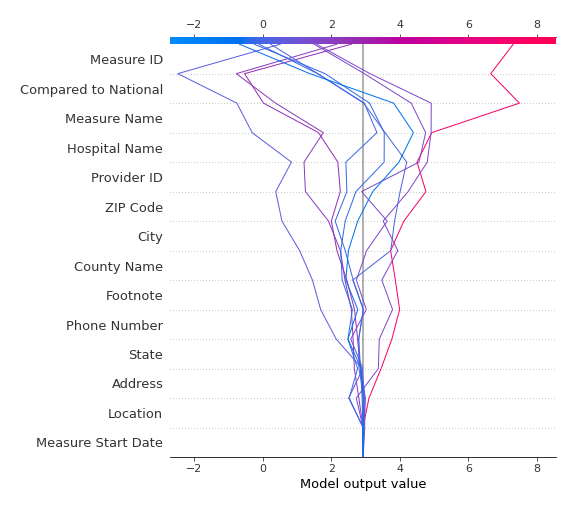 −2 0 2 4 6 8
Measure ID
Compared to National
Measure Name
Hospital Name
Provider ID
ZIP Code
City
County Name
Footnote
Phone Number
State
Address
Location
Measure Start Date
−2 0 2 4 6 8
Model output value